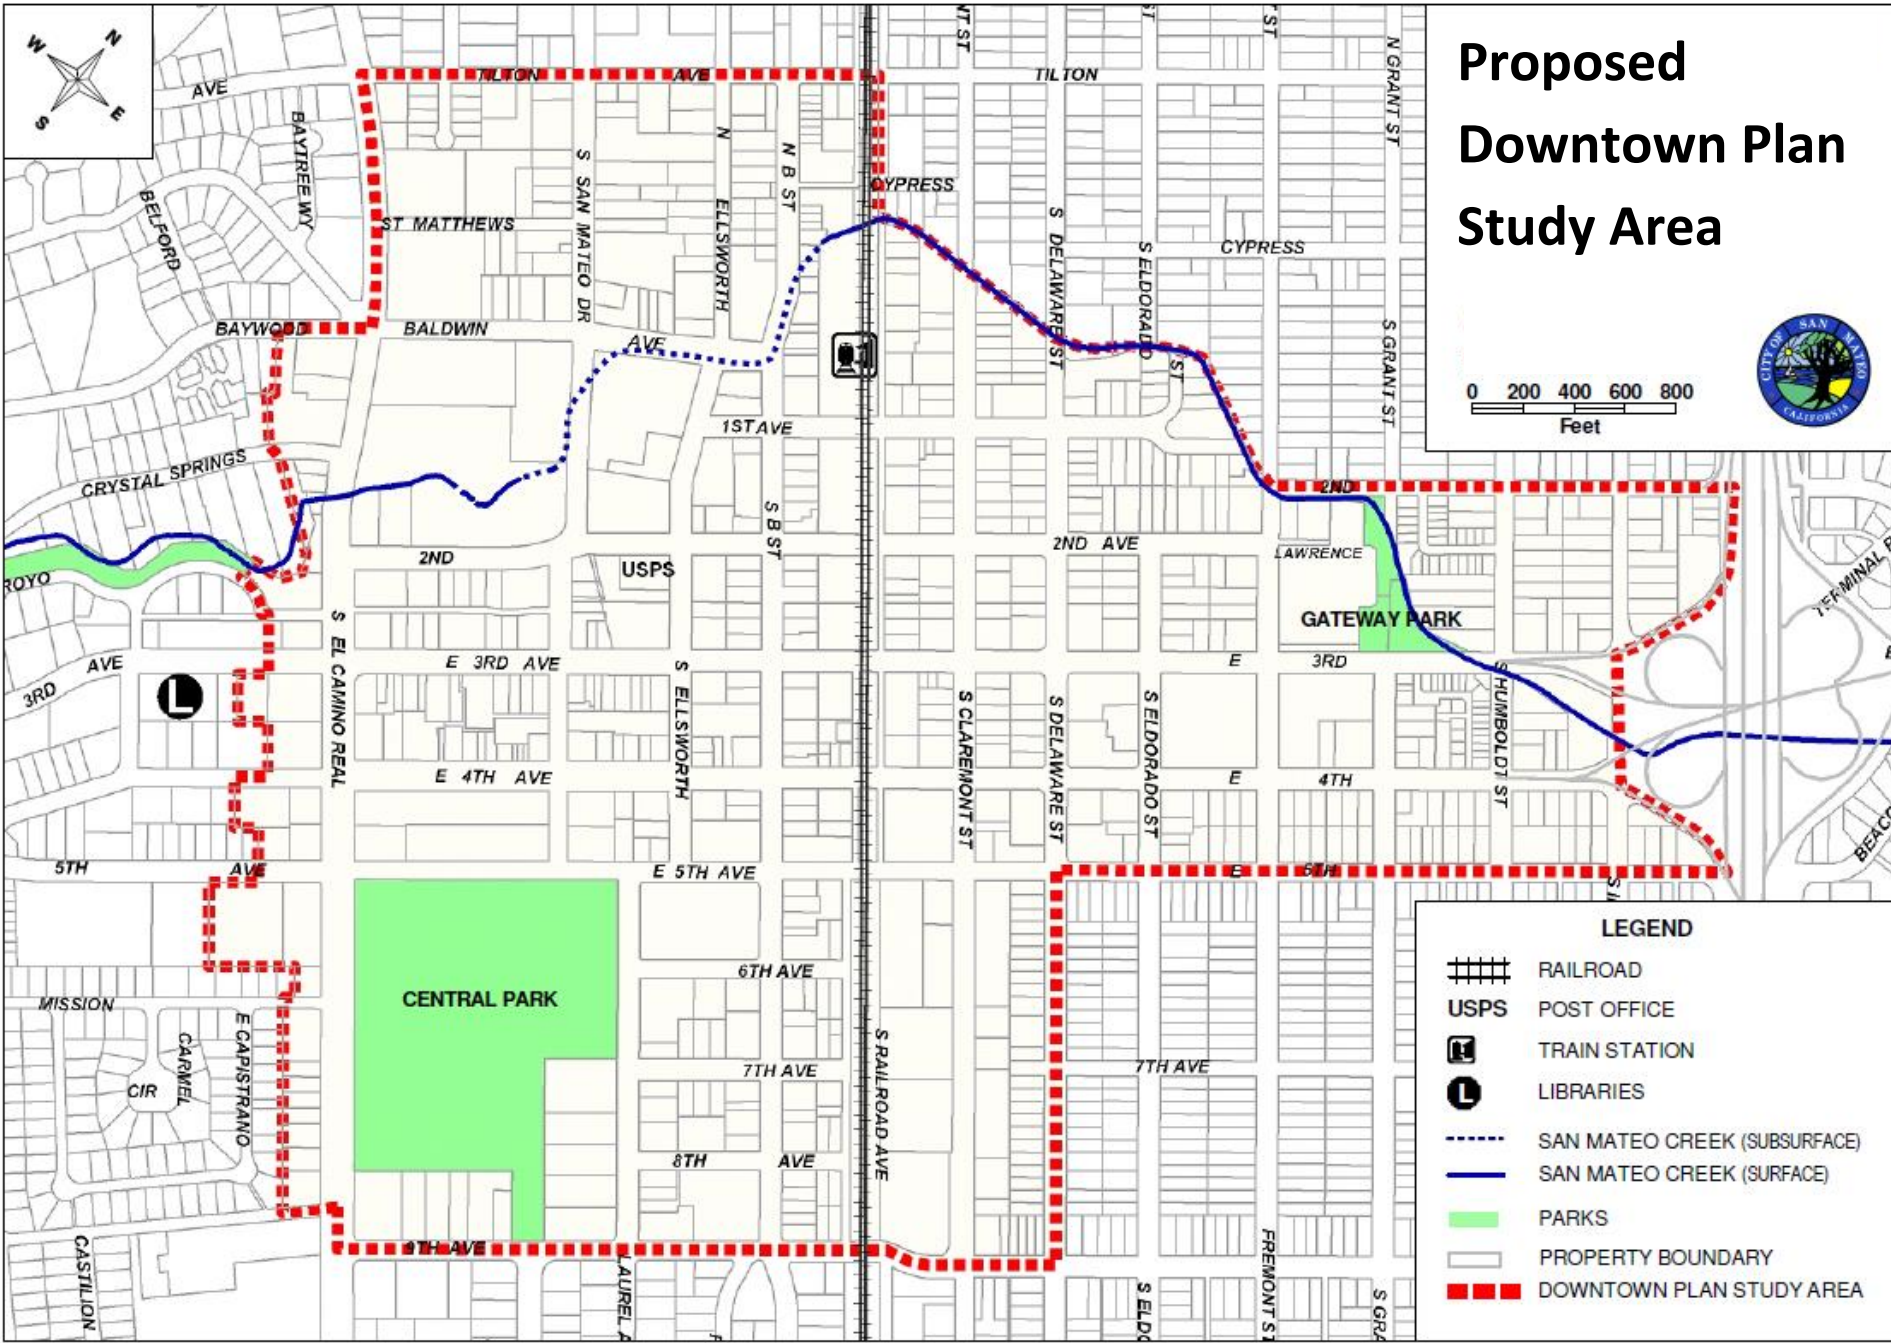 Proposed
Downtown Plan
Study Area
0 200 400 600 800
Feet
CITY OF SAN MATEO
CALIFORNIA
W
N
S
E
AVE
TILTON
AVE
TILTON
N GRANT ST
BAYTREE WY
BELFORD
N
ELLSWORTH
N B ST
CYPRESS
S SAN MATEO DR
ST MATTHEWS
S DELAWARE ST
S ELDORADO
ST
CYPRESS
S GRANT ST
BAYWOOD
BALDWIN
AVE
1ST AVE
CRYSTAL SPRINGS
S B ST
2ND
2ND
2ND AVE
LAWRENCE
USPS
GATEWAY PARK
S EL CAMINO REAL
AVE
3RD
L
E 3RD AVE
S ELLSWORTH
S CLAREMONT ST
S DELAWARE ST
S ELDORADO ST
E 3RD
S HUMBOLDT ST
E 4TH AVE
E 4TH
5TH
AVE
E 5TH AVE
E 5TH
CENTRAL PARK
6TH AVE
MISSION
CARMEL
CIR
E CAPISTRANO
7TH AVE
7TH AVE
S RAILROAD AVE
8TH AVE
9TH AVE
CASTILION
FREMONT ST
LEGEND
RAILROAD
USPS POST OFFICE
TRAIN STATION
L LIBRARIES
SAN MATEO CREEK (SUBSURFACE)
SAN MATEO CREEK (SURFACE)
PARKS
PROPERTY BOUNDARY
DOWNTOWN PLAN STUDY AREA